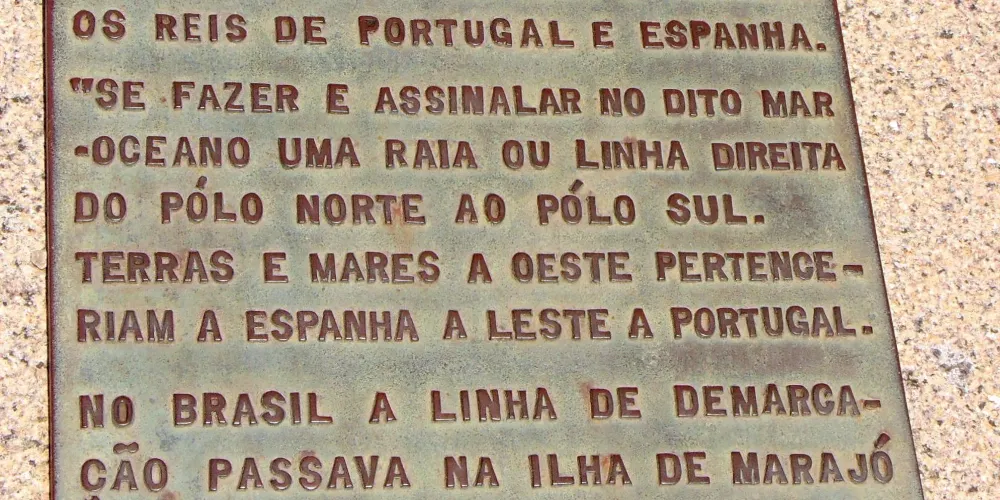 OS REIS DE PORTUGAL E ESPANHA.
"SE FAZER E ASSINALAR NO DITO MAR
-OCEANO UMA RAIA OU LINHA DIREITA
DO PÓLO NORTE AO PÓLO SUL.
TERRAS E MARES A OESTE PERTENCE-
RIAM A ESPANHA A LESTE A PORTUGAL.
NO BRASIL A LINHA DE DEMARCA-
ÇÃO PASSAVA NA ILHA DE MARAJÓ